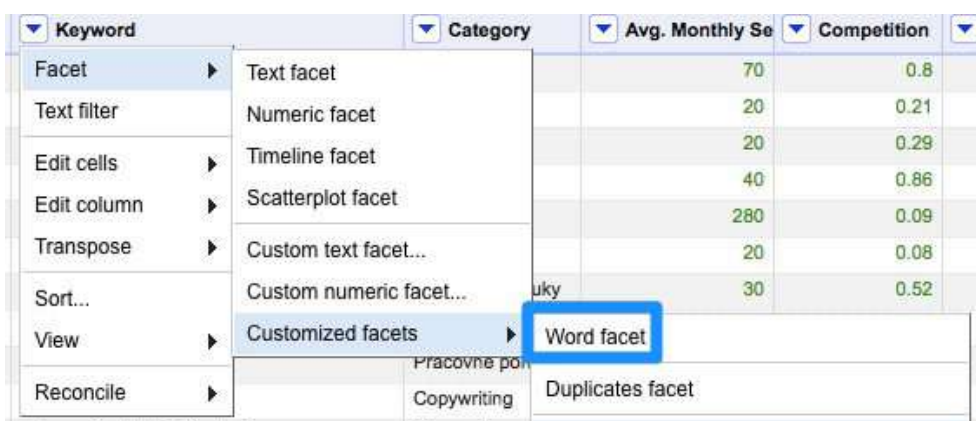 Keyword Category Avg. Monthly Se Competition
Facet Text facet 70 0.8
Text filter Numeric facet 20 0.21
Edit cells Timeline facet 20 0.29
Edit column Scatterplot facet 40 0.86
280 0.09
Transpose Custom text facet... 20 0.08
Sort... Custom numeric facet... uky 30 0.52
View Customized facets Word facet
Pracovné pon
Reconcile Copywriting Duplicates facet